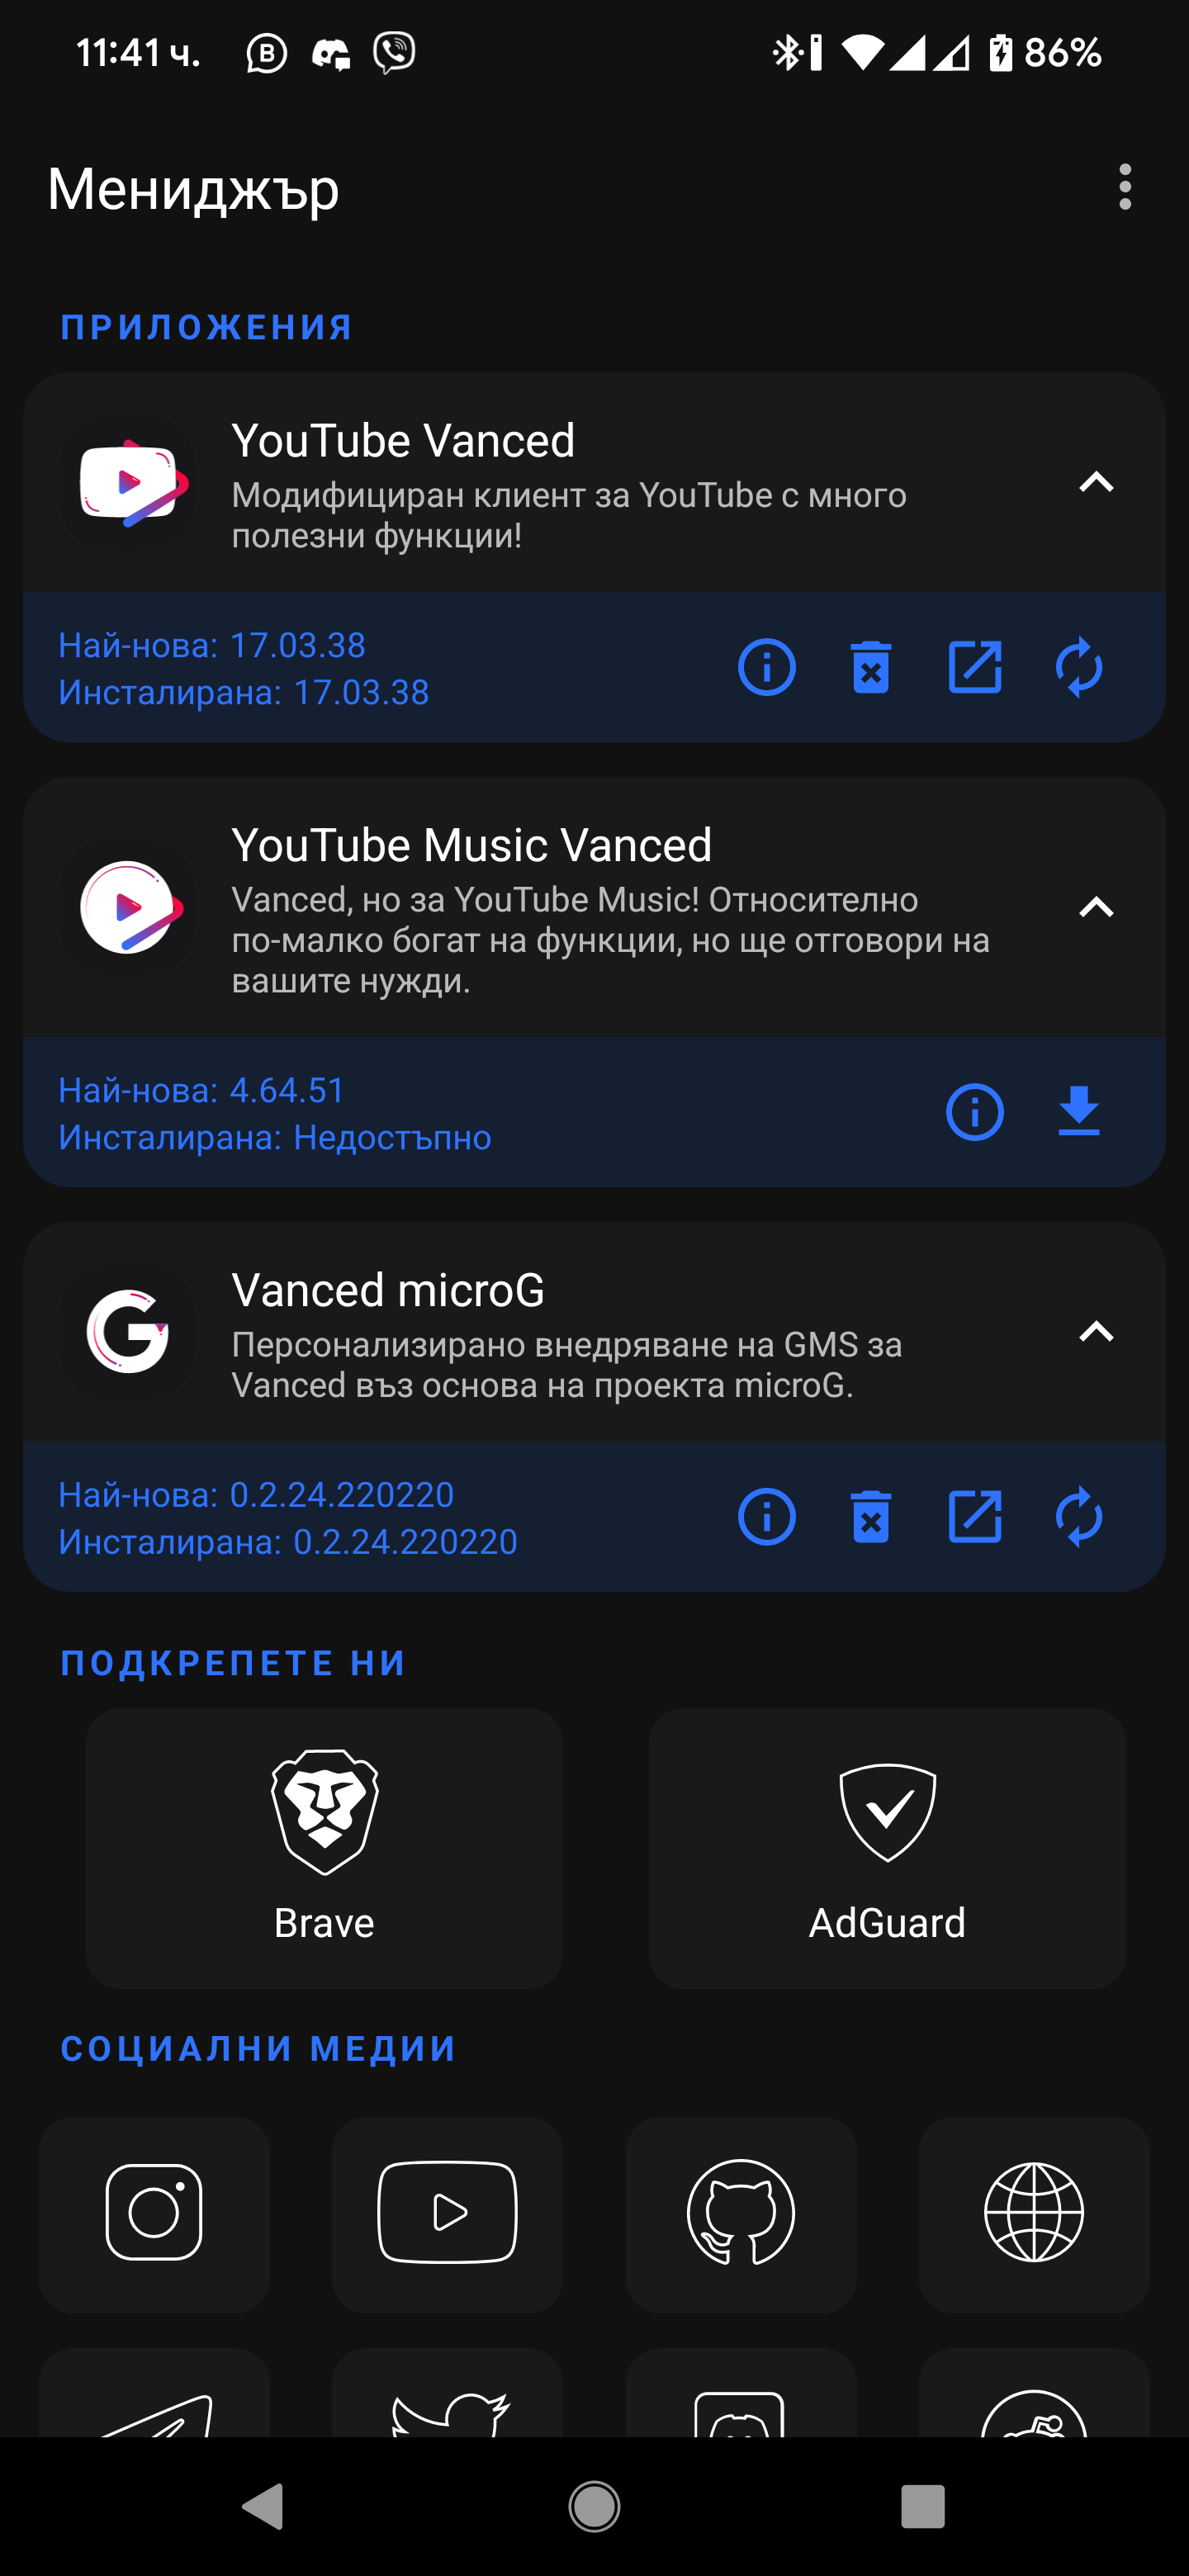 11:41 ч.
86%
Мениджър
ПРИЛОЖЕНИЯ
YouTube Vanced
Модифициран клиент за YouTube с много
полезни функции!
Най-нова: 17.03.38
Инсталирана: 17.03.38
YouTube Music Vanced
Vanced, но за YouTube Music! Относително
по-малко богат на функции, но ще отговори на
вашите нужди.
Най-нова: 4.64.51
Инсталирана: Недостъпно
Vanced microG
Персонализирано внедряване на GMS за
Vanced въз основа на проекта microG.
Най-нова: 0.2.24.220220
Инсталирана: 0.2.24.220220
ПОДКРЕПЕТЕ НИ
Brave
AdGuard
СОЦИАЛНИ МЕДИИ